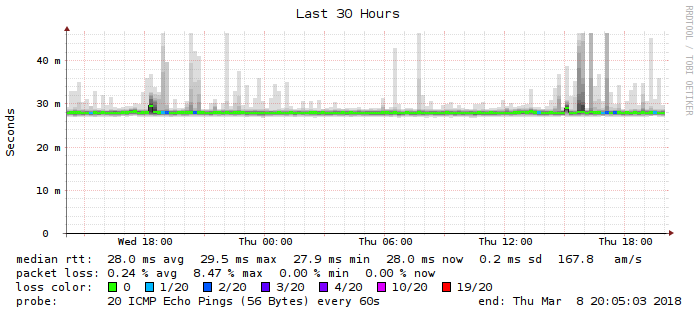 Last 30 Hours
RRDTOOL / TOBI OETIKER
Seconds
40 m
30 m
20 m
10 m
0
Wed 18:00 Thu 00:00 Thu 06:00 Thu 12:00 Thu 18:00
median rtt: 28.0 ms avg 29.5 ms max 27.9 ms min 28.0 ms now 0.2 ms sd 167.8 am/s
packet loss: 0.24 % avg 8.47 % max 0.00 % min 0.00 % now
loss color: 0 1/20 2/20 3/20 4/20 10/20 19/20
probe: 20 ICMP Echo Pings (56 Bytes) every 60s end: Thu Mar 8 20:05:03 2018